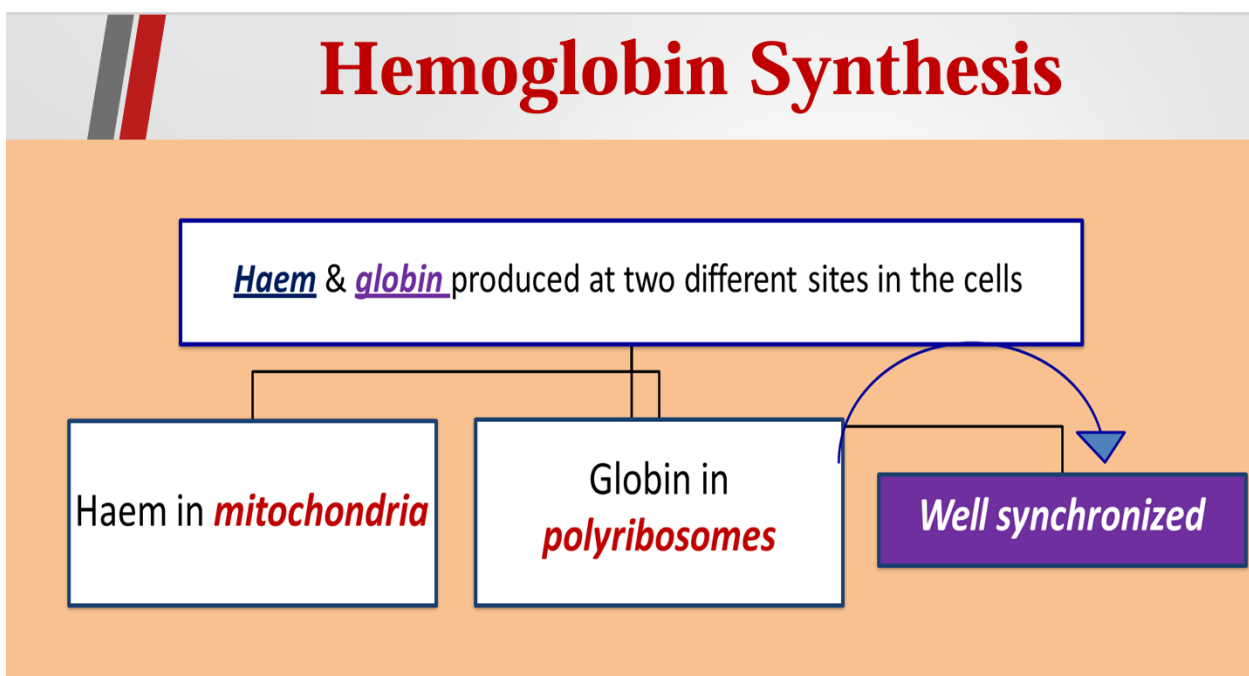 Hemoglobin Synthesis
Haem & globin produced at two different sites in the cells
Haem in mitochondria
Globin in
polyribosomes
Well synchronized